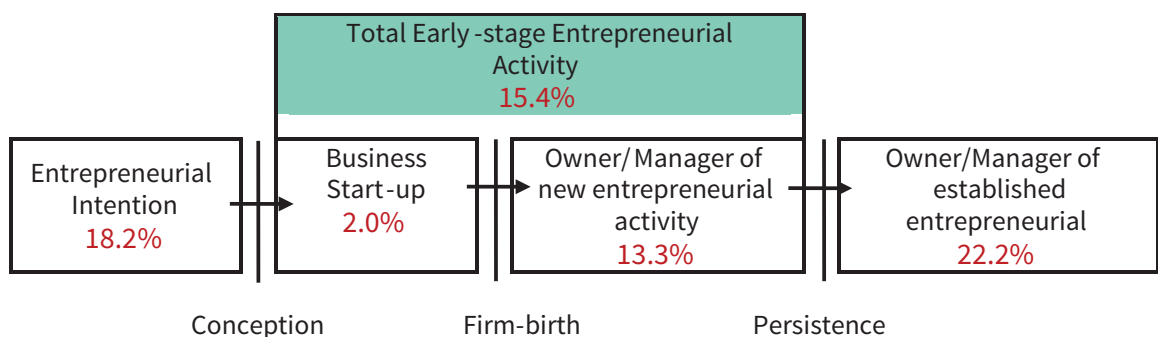 Total Early -stage Entrepreneurial
Activity
15.4%
Entrepreneurial
Intention
18.2%
Business
Start-up
2.0%
Owner/Manager of
new entrepreneurial
activity
13.3%
Owner/Manager of
established
entrepreneurial
22.2%
Conception
Firm-birth
Persistence